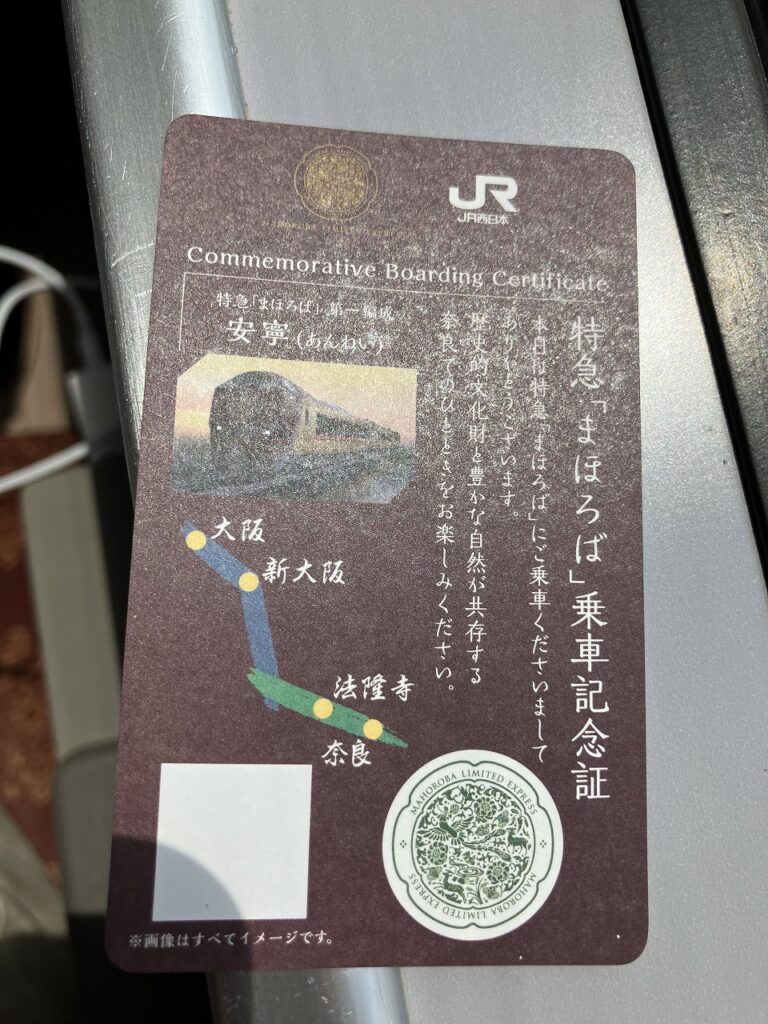 MAHOROBA LIMITED EXPRESS
JR
JR西日本
Commemorative Boarding Certificate
特急「まほろば」乗車記念証
本日は特急「まほろば」にご乗車くださいまして
ありがとうございます。
歴史的文化財と豊かな自然が共存する
奈良でのひとときをお楽しみください。
特急「まほろば」第一編成
安寧(あんねい)
大阪
新大阪
法隆寺
奈良
MAHOROBA LIMITED EXPRESS
MAHOROBA LIMITED EXPRESS
※画像はすべてイメージです。